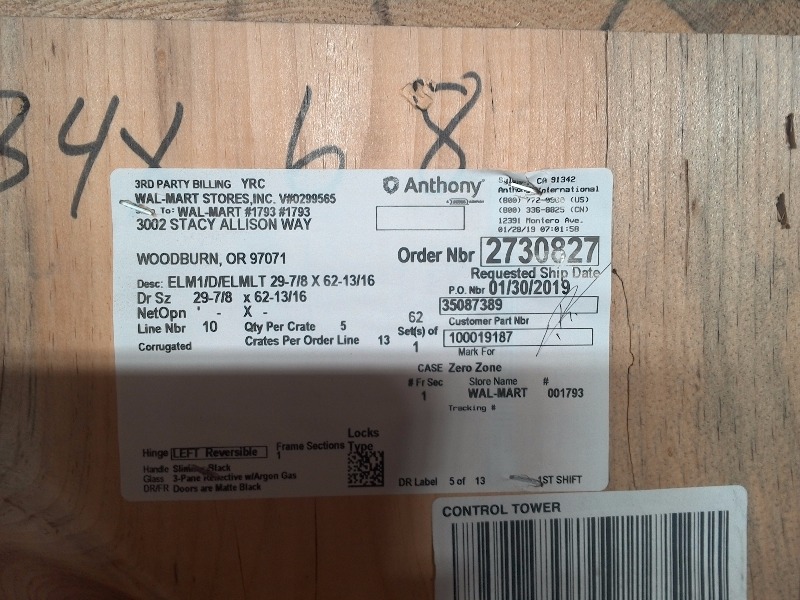 34x 68
3RD PARTY BILLING YRC
WAL-MART STORES,INC. V#0299565
To: WAL-MART #1793 #1793
3002 STACY ALLISON WAY
WOODBURN, OR 97071
Anthony
CA 91342
Anthony International
(800) 772-0900 (US)
(800) 336-8825 (CN)
12391 Montero Ave.
01/28/19 07:01:58
Order Nbr 2730827
Requested Ship Date
01/30/2019
P.O. Nbr
35087389
Customer Part Nbr
100019187
Mark For
Desc: ELM1/D/ELMLT 29-7/8 X 62-13/16
Dr Sz 29-7/8 x 62-13/16
NetOpn ' - X -
Line Nbr 10 Qty Per Crate 5
Corrugated Crates Per Order Line 13
62
Set(s) of
1
CASE Zero Zone
# Fr Sec Store Name #
1 WAL-MART 001793
Tracking #
Hinge LEFT Reversible
Frame Sections
1
Locks
Type
Handle Black
Glass 3-Pane Reflective w/Argon Gas
DR/FR Doors are Matte Black
DR Label 5 of 13 1ST SHIFT
CONTROL TOWER